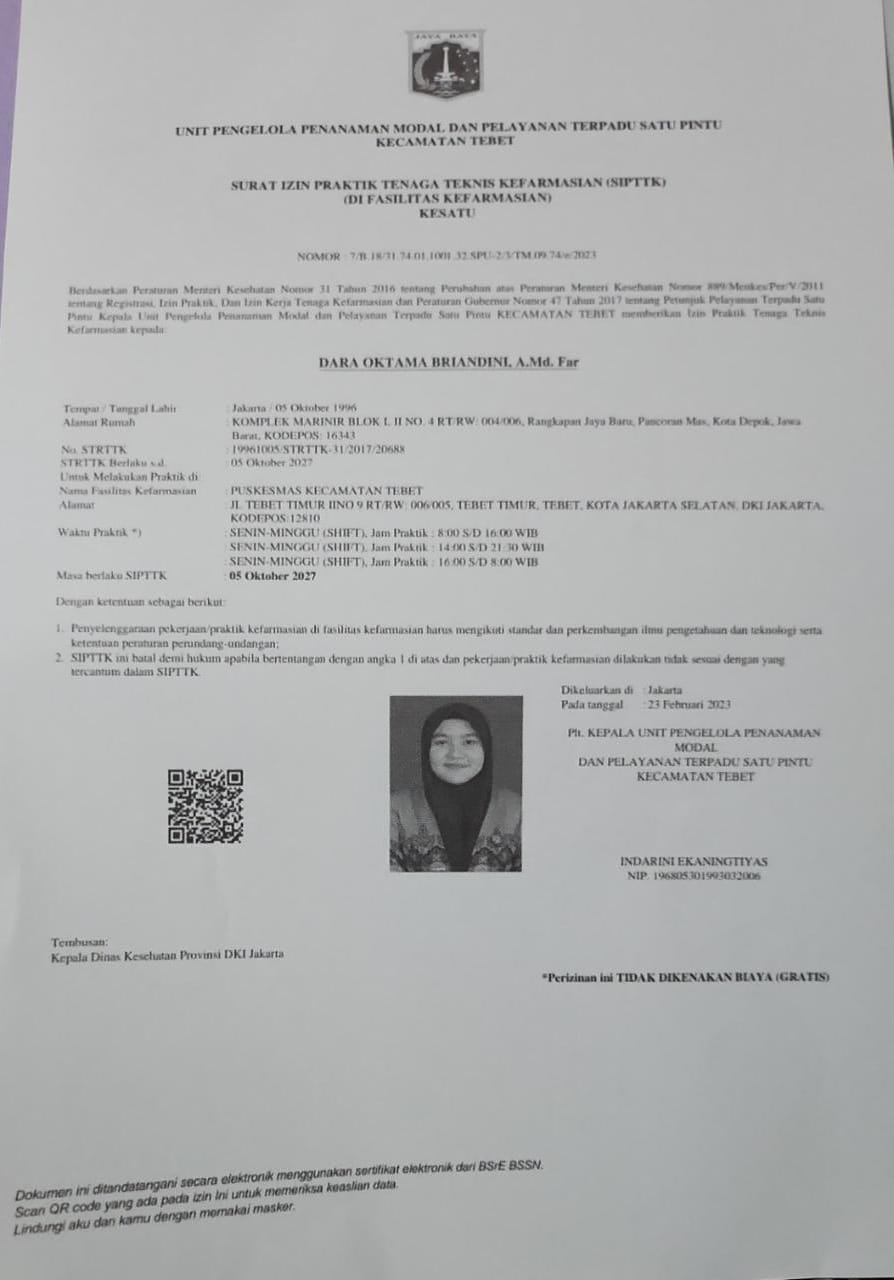 JAYA RAYA
UNIT PENGELOLA PENANAMAN MODAL DAN PELAYANAN TERPADU SATU PINTU
KECAMATAN TEBET
SURAT IZIN PRAKTIK TENAGA TEKNIS KEFARMASIAN (SIPTTK)
(DI FASILITAS KEFARMASIAN)
KESATU
NOMOR : 7/B.18/31.74.01.1001.32.SPU-2/3/TM.09.74/e/2023
Berdasarkan Peraturan Menteri Kesehatan Nomor 31 Tahun 2016 tentang Perubahan atas Peraturan Menteri Kesehatan Nomor 889/Menkes/Per/V/2011
tentang Registrasi, Izin Praktik, Dan Izin Kerja Tenaga Kefarmasian dan Peraturan Gubernur Nomor 47 Tahun 2017 tentang Petunjuk Pelayanan Terpadu Satu
Pintu Kepala Unit Pengelola Penanaman Modal dan Pelayanan Terpadu Satu Pintu KECAMATAN TEBET memberikan Izin Praktik Tenaga Teknis
Kefarmasian kepada:
DARA OKTAMA BRIANDINI, A.Md. Far
Tempat / Tanggal Lahir : Jakarta / 05 Oktober 1996
Alamat Rumah : KOMPLEK MARINIR BLOK L II NO. 4 RT/RW: 004/006, Rangkapan Jaya Baru, Pancoran Mas, Kota Depok, Jawa
Barat, KODEPOS: 16343
No. STRTTK : 19961005/STRTTK-31/2017/20688
STRTTK Berlaku s.d. : 05 Oktober 2027
Untuk Melakukan Praktik di:
Nama Fasilitas Kefarmasian : PUSKESMAS KECAMATAN TEBET
Alamat : JL. TEBET TIMUR IINO 9 RT/RW: 006/005, TEBET TIMUR, TEBET, KOTA JAKARTA SELATAN, DKI JAKARTA,
KODEPOS:12810
Waktu Praktik *) : SENIN-MINGGU (SHIFT), Jam Praktik : 8:00 S/D 16:00 WIB
: SENIN-MINGGU (SHIFT), Jam Praktik : 14:00 S/D 21:30 WIB
: SENIN-MINGGU (SHIFT), Jam Praktik : 16:00 S/D 8:00 WIB
Masa berlaku SIPTTK : 05 Oktober 2027
Dengan ketentuan sebagai berikut:
1. Penyelenggaraan pekerjaan/praktik kefarmasian di fasilitas kefarmasian harus mengikuti standar dan perkembangan ilmu pengetahuan dan teknologi serta
ketentuan peraturan perundang-undangan;
2. SIPTTK ini batal demi hukum apabila bertentangan dengan angka 1 di atas dan pekerjaan/praktik kefarmasian dilakukan tidak sesuai dengan yang
tercantum dalam SIPTTK.
Dikeluarkan di : Jakarta
Pada tanggal : 23 Februari 2023
Plt. KEPALA UNIT PENGELOLA PENANAMAN
MODAL
DAN PELAYANAN TERPADU SATU PINTU
KECAMATAN TEBET
INDARINI EKANINGTIYAS
NIP. 196805301993032006
Tembusan:
Kepala Dinas Kesehatan Provinsi DKI Jakarta
*Perizinan ini TIDAK DIKENAKAN BIAYA (GRATIS)
Dokumen ini ditandatangani secara elektronik menggunakan sertifikat elektronik dari BSrE BSSN.
Scan QR code yang ada pada izin ini untuk memeriksa keaslian data.
Lindungi aku dan kamu dengan memakai masker.